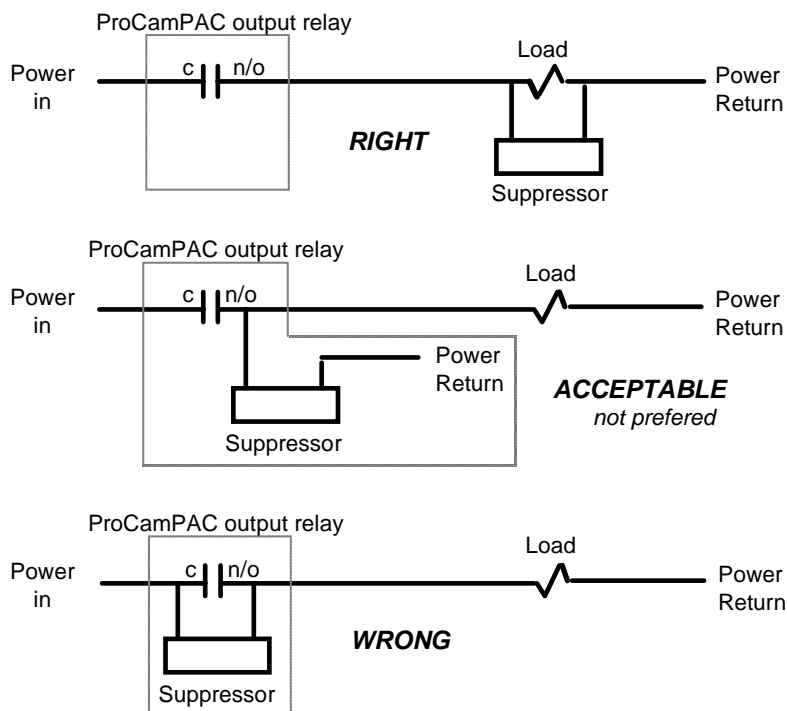 ProCamPAC output relay
Load
Power
in
c n/o
Power
Return
RIGHT
Suppressor
ProCamPAC output relay
Load
Power
in
c n/o
Power
Return
Power
Return
ACCEPTABLE
not prefered
Suppressor
ProCamPAC output relay
Load
Power
in
c n/o
Power
Return
WRONG
Suppressor